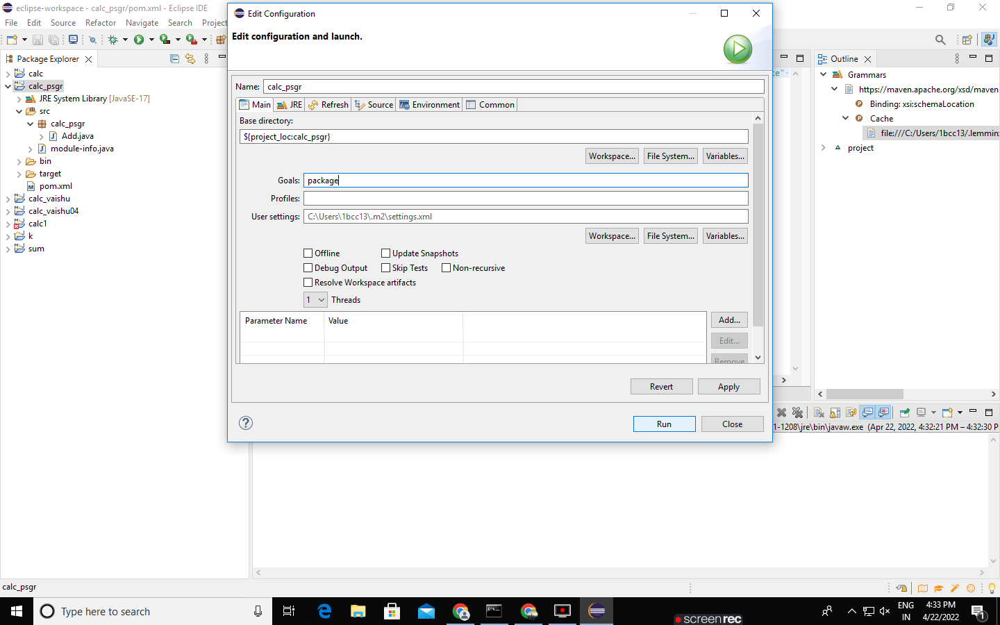 eclipse-workspace - calc_psgr/pom.xml - Eclipse IDE
File Edit Source Refactor Navigate Search Project
Package Explorer
calc
calc_psgr
JRE System Library [JavaSE-17]
src
calc_psgr
Add.java
module-info.java
bin
target
pom.xml
calc_vaishu
calc_vaishu04
calc1
k
sum
Edit Configuration
Edit configuration and launch.
Name: calc_psgr
Main JRE Refresh Source Environment Common
Base directory:
${project_loc:calc_psgr}
Workspace... File System... Variables...
Goals: package
Profiles:
User settings: C:\Users\1bcc13\.m2\settings.xml
Workspace... File System... Variables...
Offline Update Snapshots
Debug Output Skip Tests Non-recursive
Resolve Workspace artifacts
1 Threads
Parameter Name Value
Add...
Edit...
Remove
Revert Apply
Run Close
ce"
Outline
Grammars
https://maven.apache.org/xsd/maven
Binding: xsi:schemaLocation
Cache
file:///C:/Users/1bcc13/.lemminx
project
1-1208\jre\bin\javaw.exe (Apr 22, 2022, 4:32:21 PM – 4:32:30 P
calc_psgr
Type here to search
screenrec
ENG
IN
4:33 PM
4/22/2022
1